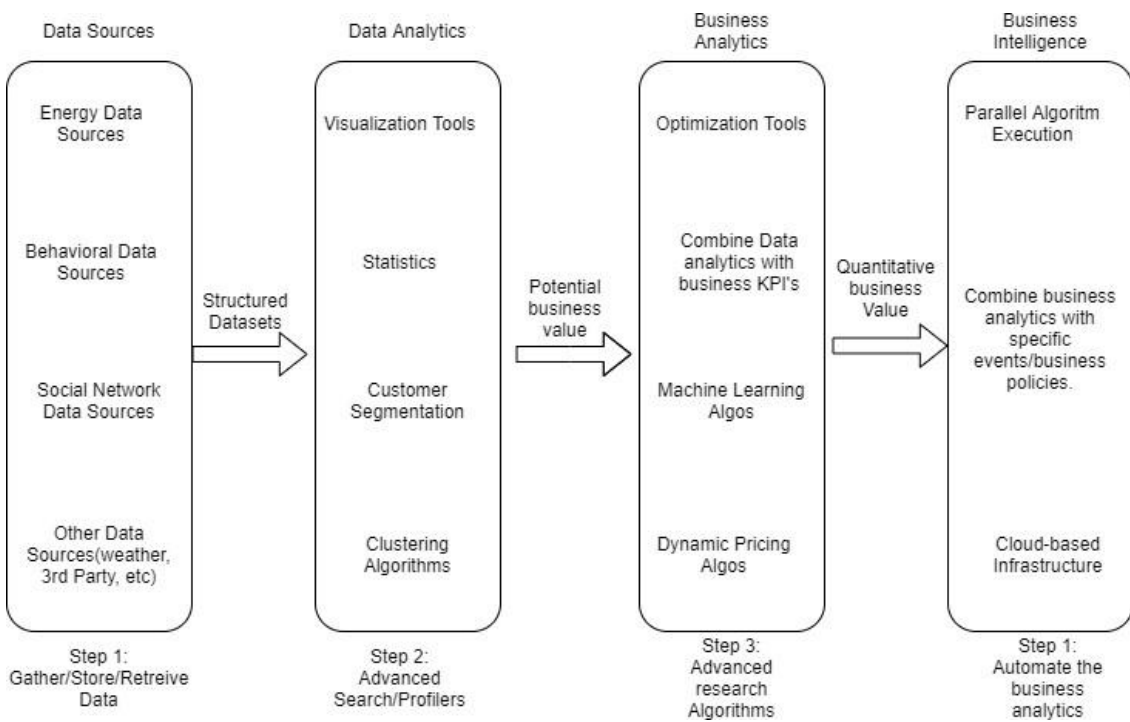 Data Sources
Energy Data
Sources
Behavioral Data
Sources
Social Network
Data Sources
Other Data
Sources(weather,
3rd Party, etc)
Step 1:
Gather/Store/Retreive
Data
Structured
Datasets
Data Analytics
Visualization Tools
Statistics
Customer
Segmentation
Clustering
Algorithms
Step 2:
Advanced
Search/Profilers
Potential
business
value
Business
Analytics
Optimization Tools
Combine Data
analytics with
business KPI's
Machine Learning
Algos
Dynamic Pricing
Algos
Step 3:
Advanced
research
Algorithms
Quantitative
business
Value
Business
Intelligence
Parallel Algoritm
Execution
Combine business
analytics with
specific
events/business
policies.
Cloud-based
Infrastructure
Step 1:
Automate the
business
analytics